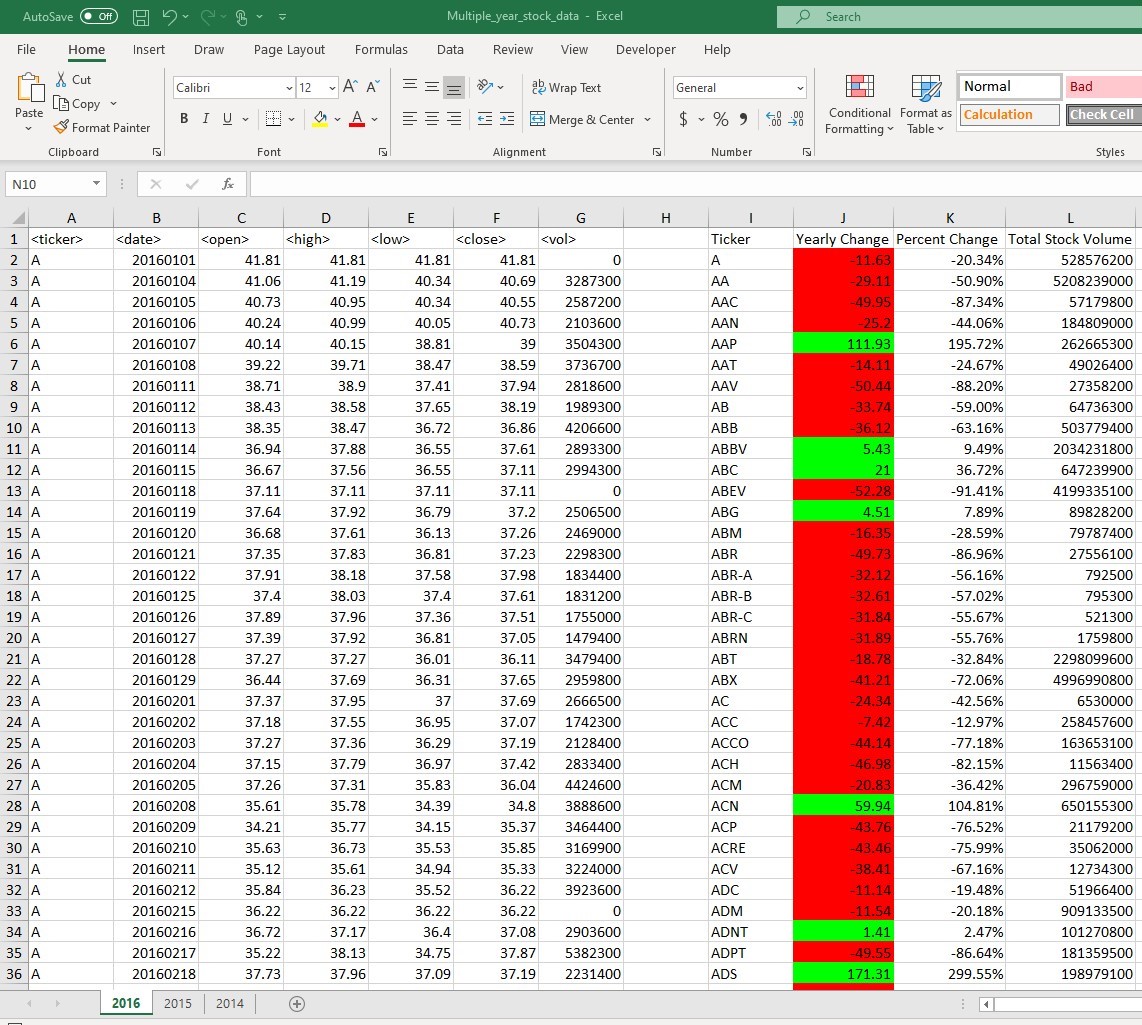 AutoSave Off Multiple_year_stock_data - Excel Search
File Home Insert Draw Page Layout Formulas Data Review View Developer Help
Cut Calibri 12 A A ab Wrap Text General Normal Bad
Paste Copy Conditional Format as Calculation Check Cell
Format Painter B I U A Merge & Center $ % 9 Formatting Table
Clipboard Font Alignment Number Styles
N10 fx
A B C D E F G H I J K L
1 <ticker> <date> <open> <high> <low> <close> <vol> Ticker Yearly Change Percent Change Total Stock Volume
2 A 20160101 41.81 41.81 41.81 41.81 0 A -11.63 -20.34% 528576200
3 A 20160104 41.06 41.19 40.34 40.69 3287300 AA -29.11 -50.90% 5208239000
4 A 20160105 40.73 40.95 40.34 40.55 2587200 AAC -49.95 -87.34% 57179800
5 A 20160106 40.24 40.99 40.05 40.73 2103600 AAN -25.2 -44.06% 184809000
6 A 20160107 40.14 40.15 38.81 39 3504300 AAP 111.93 195.72% 262665300
7 A 20160108 39.22 39.71 38.47 38.59 3736700 AAT -14.11 -24.67% 49026400
8 A 20160111 38.71 38.9 37.41 37.94 2818600 AAV -50.44 -88.20% 27358200
9 A 20160112 38.43 38.58 37.65 38.19 1989300 AB -33.74 -59.00% 64736300
10 A 20160113 38.35 38.47 36.72 36.86 4206600 ABB -36.12 -63.16% 503779400
11 A 20160114 36.94 37.88 36.55 37.61 2893300 ABBV 5.43 9.49% 2034231800
12 A 20160115 36.67 37.56 36.55 37.11 2994300 ABC 21 36.72% 647239900
13 A 20160118 37.11 37.11 37.11 37.11 0 ABEV -52.28 -91.41% 4199335100
14 A 20160119 37.64 37.92 36.79 37.2 2506500 ABG 4.51 7.89% 89828200
15 A 20160120 36.68 37.61 36.13 37.26 2469000 ABM -16.35 -28.59% 79787400
16 A 20160121 37.35 37.83 36.81 37.23 2298300 ABR -49.73 -86.96% 27556100
17 A 20160122 37.91 38.18 37.58 37.98 1834400 ABR-A -32.12 -56.16% 792500
18 A 20160125 37.4 38.03 37.4 37.61 1831200 ABR-B -32.61 -57.02% 795300
19 A 20160126 37.89 37.96 37.36 37.51 1755000 ABR-C -31.84 -55.67% 521300
20 A 20160127 37.39 37.92 36.81 37.05 1479400 ABRN -31.89 -55.76% 1759800
21 A 20160128 37.27 37.27 36.01 36.11 3479400 ABT -18.78 -32.84% 2298099600
22 A 20160129 36.44 37.69 36.31 37.65 2959800 ABX -41.21 -72.06% 4996990800
23 A 20160201 37.37 37.95 37 37.69 2666500 AC -24.34 -42.56% 6530000
24 A 20160202 37.18 37.55 36.95 37.07 1742300 ACC -7.42 -12.97% 258457600
25 A 20160203 37.27 37.36 36.29 37.19 2128400 ACCO -44.14 -77.18% 163653100
26 A 20160204 37.15 37.79 36.97 37.42 2833400 ACH -46.98 -82.15% 11563400
27 A 20160205 37.26 37.31 35.83 36.04 4424600 ACM -20.83 -36.42% 296759000
28 A 20160208 35.61 35.78 34.39 34.8 3888600 ACN 59.94 104.81% 650155300
29 A 20160209 34.21 35.77 34.15 35.37 3464400 ACP -43.76 -76.52% 21179200
30 A 20160210 35.63 36.73 35.53 35.85 3169900 ACRE -43.46 -75.99% 35062000
31 A 20160211 35.12 35.61 34.94 35.33 3224000 ACV -38.41 -67.16% 12734300
32 A 20160212 35.84 36.23 35.52 36.22 3923600 ADC -11.14 -19.48% 51966400
33 A 20160215 36.22 36.22 36.22 36.22 0 ADM -11.54 -20.18% 909133500
34 A 20160216 36.72 37.17 36.4 37.08 2903600 ADNT 1.41 2.47% 101270800
35 A 20160217 35.22 38.13 34.75 37.87 5382300 ADPT -49.55 -86.64% 181359500
36 A 20160218 37.73 37.96 37.09 37.19 2231400 ADS 171.31 299.55% 198979100
2016 2015 2014